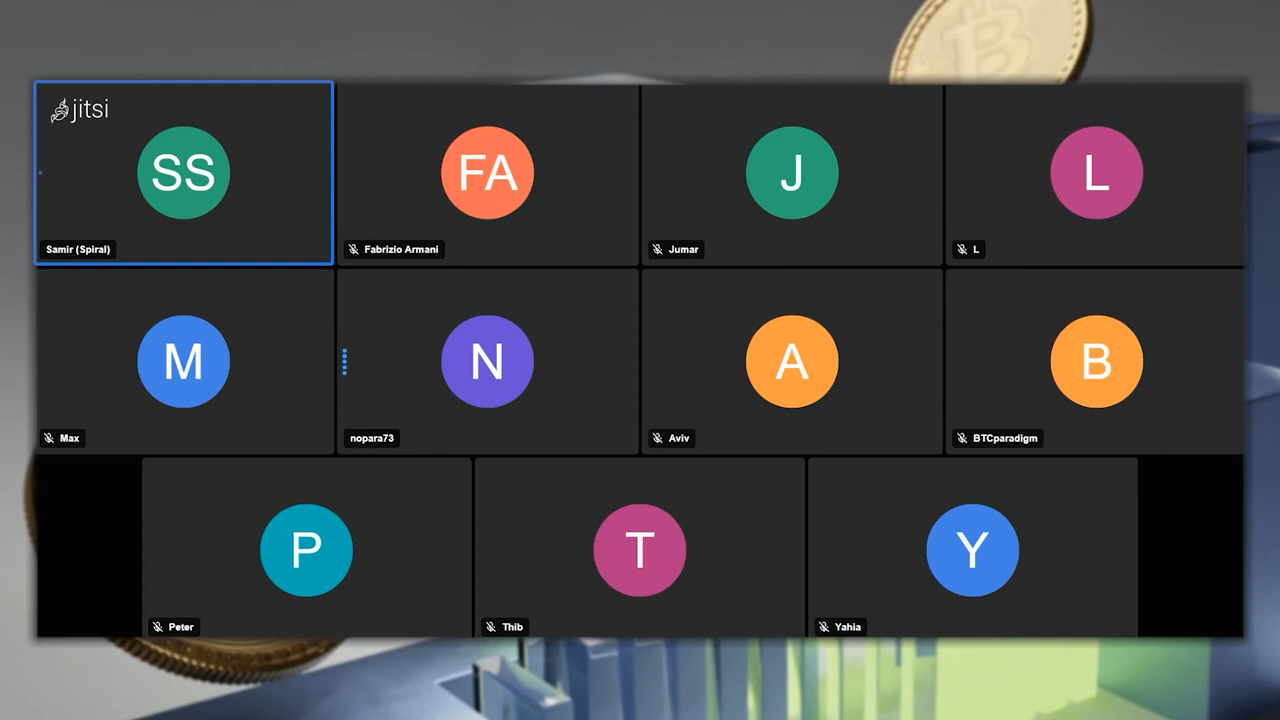 jitsi
SS
Samir (Spiral)
FA
Fabrizio Armani
J
Jumar
L
L
M
Max
N
nopara73
A
Aviv
B
BTCparadigm
P
Peter
T
Thib
Y
Yahia